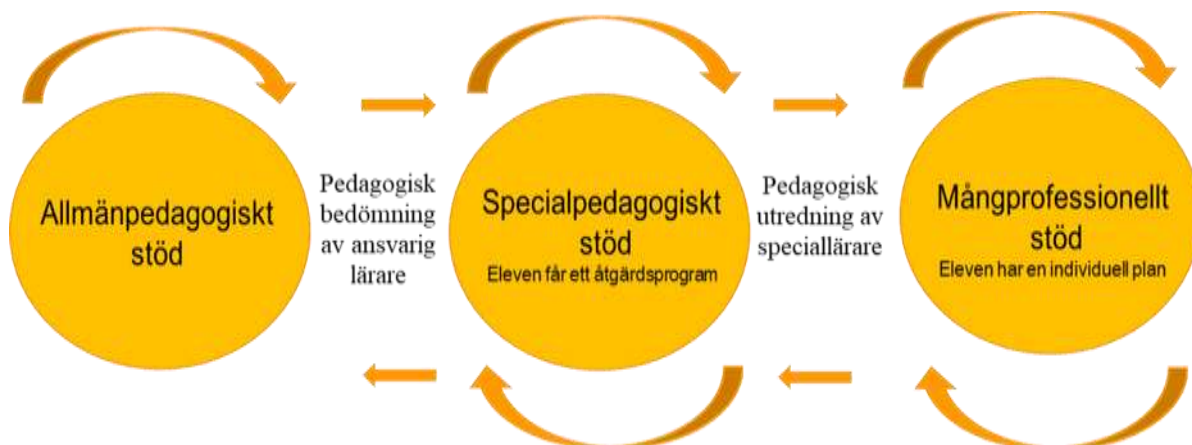 Allmänpedagogiskt
stöd
Pedagogisk
bedömning
av ansvarig
lärare
Specialpedagogiskt
stöd
Eleven får ett åtgärdsprogram
Pedagogisk
utredning av
speciallärare
Mångprofessionellt
stöd
Eleven har en individuell plan